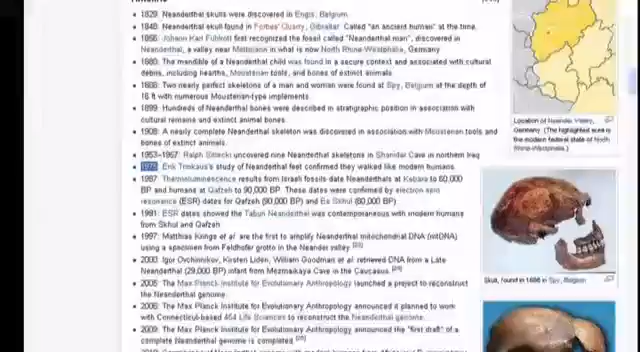 1829: Neanderthal skulls were discovered in Engis, Belgium.
1848: Neanderthal skull found in Forbes' Quarry, Gibraltar. Called "an ancient human" at the time.
1856: Johann Karl Fuhlrott first recognized the fossil called "Neanderthal man", discovered in
Neanderthal, a valley near Mettmann in what is now North Rhine-Westphalia, Germany
1880: The mandible of a Neanderthal child was found in a secure context and associated with cultural
debris, including hearths, Mousterian tools, and bones of extinct animals
1886: Two nearly perfect skeletons of a man and woman were found at Spy, Belgium at the depth of
16 ft with numerous Mousterian-type implements
1899: Hundreds of Neanderthal bones were described in stratigraphic position in association with
cultural remains and extinct animal bones
1908: A nearly complete Neanderthal skeleton was discovered in association with Mousterian tools and
bones of extinct animals
1953–1957: Ralph Solecki uncovered nine Neanderthal skeletons in Shanidar Cave in northern Iraq
1975: Erik Trinkaus's study of Neanderthal feet confirmed they walked like modern humans.
1987: Thermoluminescence results from Israeli fossils date Neanderthals at Kebara to 60,000
BP and humans at Qafzeh to 90,000 BP. These dates were confirmed by electron spin
resonance (ESR) dates for Qafzeh (90,000 BP) and Es Skhul (80,000 BP)
1991: ESR dates showed the Tabun Neanderthal was contemporaneous with modern humans
from Skhul and Qafzeh
1997: Matthias Krings et al. are the first to amplify Neanderthal mitochondrial DNA (mtDNA)
using a specimen from Feldhofer grotto in the Neander valley
2000: Igor Ovchinnikov, Kirsten Liden, William Goodman et al. retrieved DNA from a Late
Neanderthal (29,000 BP) infant from Mezmaikaya Cave in the Caucasus.
2005: The Max Planck Institute for Evolutionary Anthropology launched a project to reconstruct
the Neanderthal genome.
2006: The Max Planck Institute for Evolutionary Anthropology announced it planned to work
with Connecticut-based 454 Life Sciences to reconstruct the Neanderthal genome.
2009: The Max Planck Institute for Evolutionary Anthropology announced the "first draft" of a
complete Neanderthal genome is completed.
Location of Neander Valley,
Germany. (The highlighted area is
the modern federal state of North
Rhine-Westphalia.)
Skull, found in 1886 in Spy, Belgium